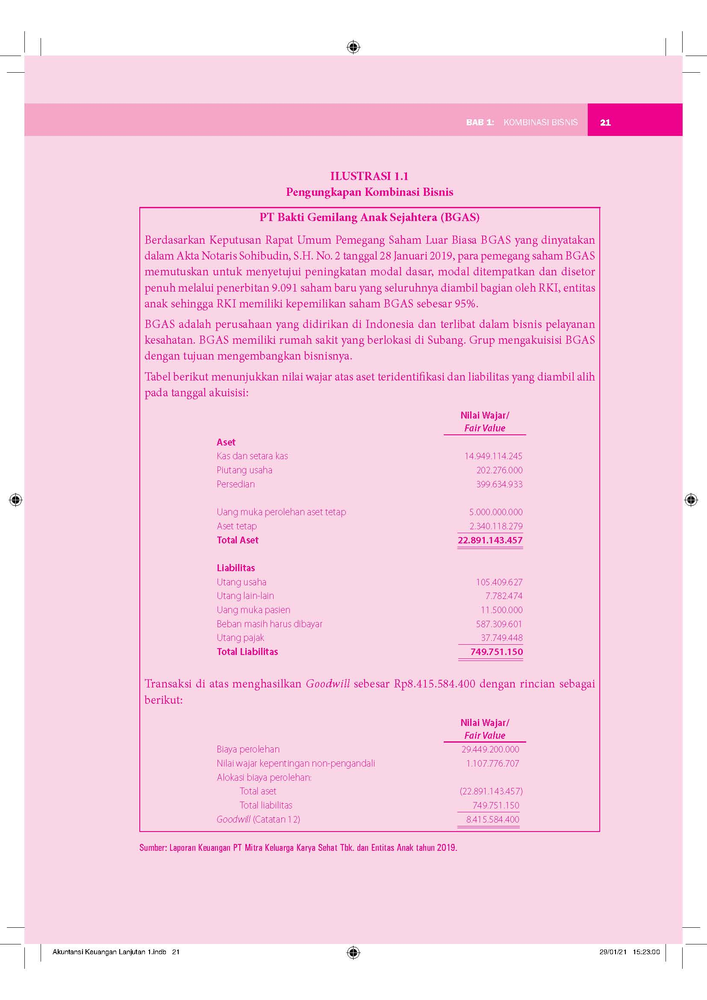 BAB 1: KOMBINASI BISNIS 21
ILUSTRASI 1.1
Pengungkapan Kombinasi Bisnis
PT Bakti Gemilang Anak Sejahtera (BGAS)
Berdasarkan Keputusan Rapat Umum Pemegang Saham Luar Biasa BGAS yang dinyatakan
dalam Akta Notaris Sohibudin, S.H. No. 2 tanggal 28 Januari 2019, para pemegang saham BGAS
memutuskan untuk menyetujui peningkatan modal dasar, modal ditempatkan dan disetor
penuh melalui penerbitan 9.091 saham baru yang seluruhnya diambil bagian oleh RKI, entitas
anak sehingga RKI memiliki kepemilikan saham BGAS sebesar 95%.
BGAS adalah perusahaan yang didirikan di Indonesia dan terlibat dalam bisnis pelayanan
kesahatan. BGAS memiliki rumah sakit yang berlokasi di Subang. Grup mengakuisisi BGAS
dengan tujuan mengembangkan bisnisnya.
Tabel berikut menunjukkan nilai wajar atas aset teridentifikasi dan liabilitas yang diambil alih
pada tanggal akuisisi:
Nilai Wajar/
Fair Value
Aset
Kas dan setara kas 14.949.114.245
Piutang usaha 202.276.000
Persedian 399.634.933
Uang muka perolehan aset tetap 5.000.000.000
Aset tetap 2.340.118.279
Total Aset 22.891.143.457
Liabilitas
Utang usaha 105.409.627
Utang lain-lain 7.782.474
Uang muka pasien 11.500.000
Beban masih harus dibayar 587.309.601
Utang pajak 37.749.448
Total Liabilitas 749.751.150
Transaksi di atas menghasilkan Goodwill sebesar Rp8.415.584.400 dengan rincian sebagai
berikut:
Nilai Wajar/
Fair Value
Biaya perolehan 29.449.200.000
Nilai wajar kepentingan non-pengandali 1.107.776.707
Alokasi biaya perolehan:
Total aset (22.891.143.457)
Total liabilitas 749.751.150
Goodwill (Catatan 12) 8.415.584.400
Sumber: Laporan Keuangan PT Mitra Keluarga Karya Sehat Tbk. dan Entitas Anak tahun 2019.
Akuntansi Keuangan Lanjutan 1.indb 21 29/01/21 15:23:00